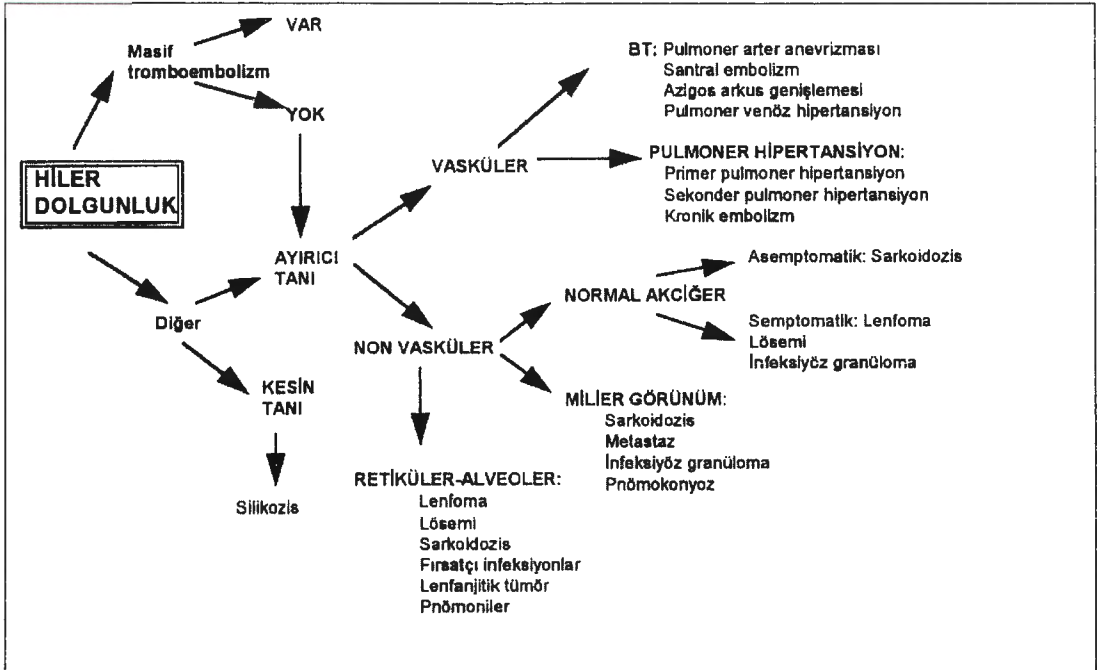 VAR
Masif
tromboembolizm
YOK
HİLER
DOLGUNLUK
AYIRICI
TANI
Diğer
KESİN
TANI
Silikozis
VASKÜLER
BT: Pulmoner arter anevrizması
Santral embolizm
Azigos arkus genişlemesi
Pulmoner venöz hipertansiyon
PULMONER HİPERTANSİYON:
Primer pulmoner hipertansiyon
Sekonder pulmoner hipertansiyon
Kronik embolizm
NON VASKÜLER
NORMAL AKCİĞER
Asemptomatik: Sarkoidozis
Semptomatik: Lenfoma
Lösemi
İnfeksiyöz granüloma
MİLİER GÖRÜNÜM:
Sarkoidozis
Metastaz
İnfeksiyöz granüloma
Pnömokonyoz
RETİKÜLER-ALVEOLER:
Lenfoma
Lösemi
Sarkoidozis
Fırsatçı infeksiyonlar
Lenfanjitik tümör
Pnömoniler